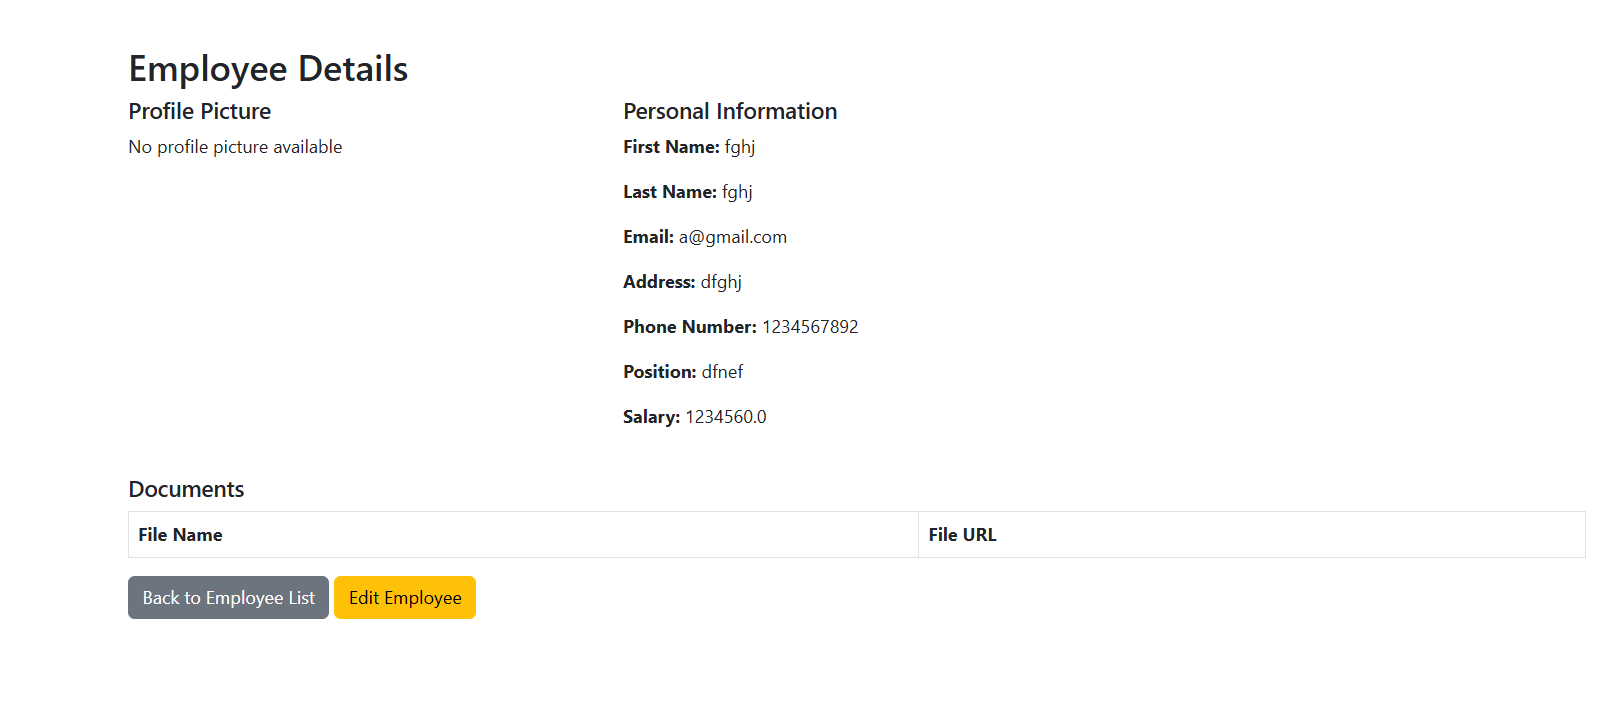 Employee Details
Profile Picture
No profile picture available
Personal Information
First Name: fghj
Last Name: fghj
Email: a@gmail.com
Address: dfghj
Phone Number: 1234567892
Position: dfnef
Salary: 1234560.0
Documents
File Name
File URL
Back to Employee List
Edit Employee